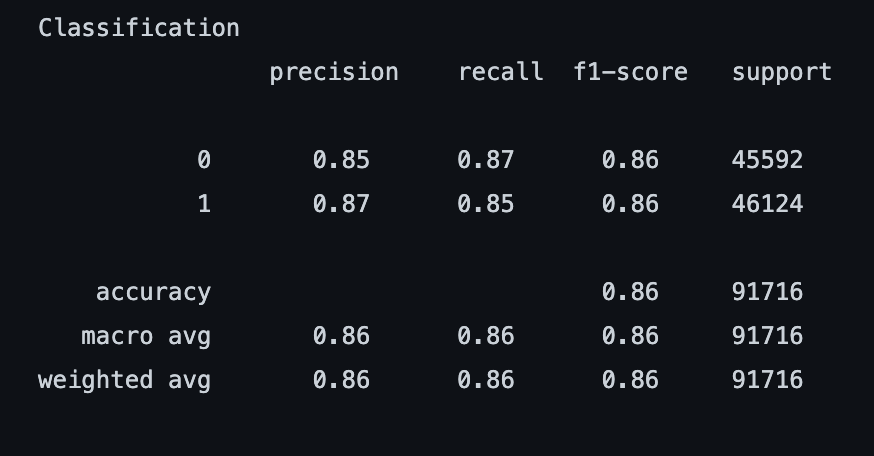 Classification
precision recall f1-score support
0 0.85 0.87 0.86 45592
1 0.87 0.85 0.86 46124
accuracy 0.86 91716
macro avg 0.86 0.86 0.86 91716
weighted avg 0.86 0.86 0.86 91716